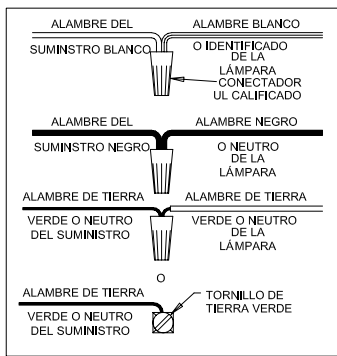 ALAMBRE DEL ALAMBRE BLANCO
SUMINSTRO BLANCO O IDENTIFICADO
DE LA
LÁMPARA
CONECTADOR
UL CALIFICADO
ALAMBRE DEL ALAMBRE NEGRO
SUMINSTRO NEGRO O NEUTRO
DE LA
LÁMPARA
ALAMBRE DE TIERRA ALAMBRE DE TIERRA
VERDE O NEUTRO VERDE O NEUTRO
DEL SUMINISTRO DE LA
LÁMPARA
O
ALAMBRE DE TIERRA TORNILLO DE
VERDE O NEUTRO TIERRA VERDE
DEL SUMINISTRO